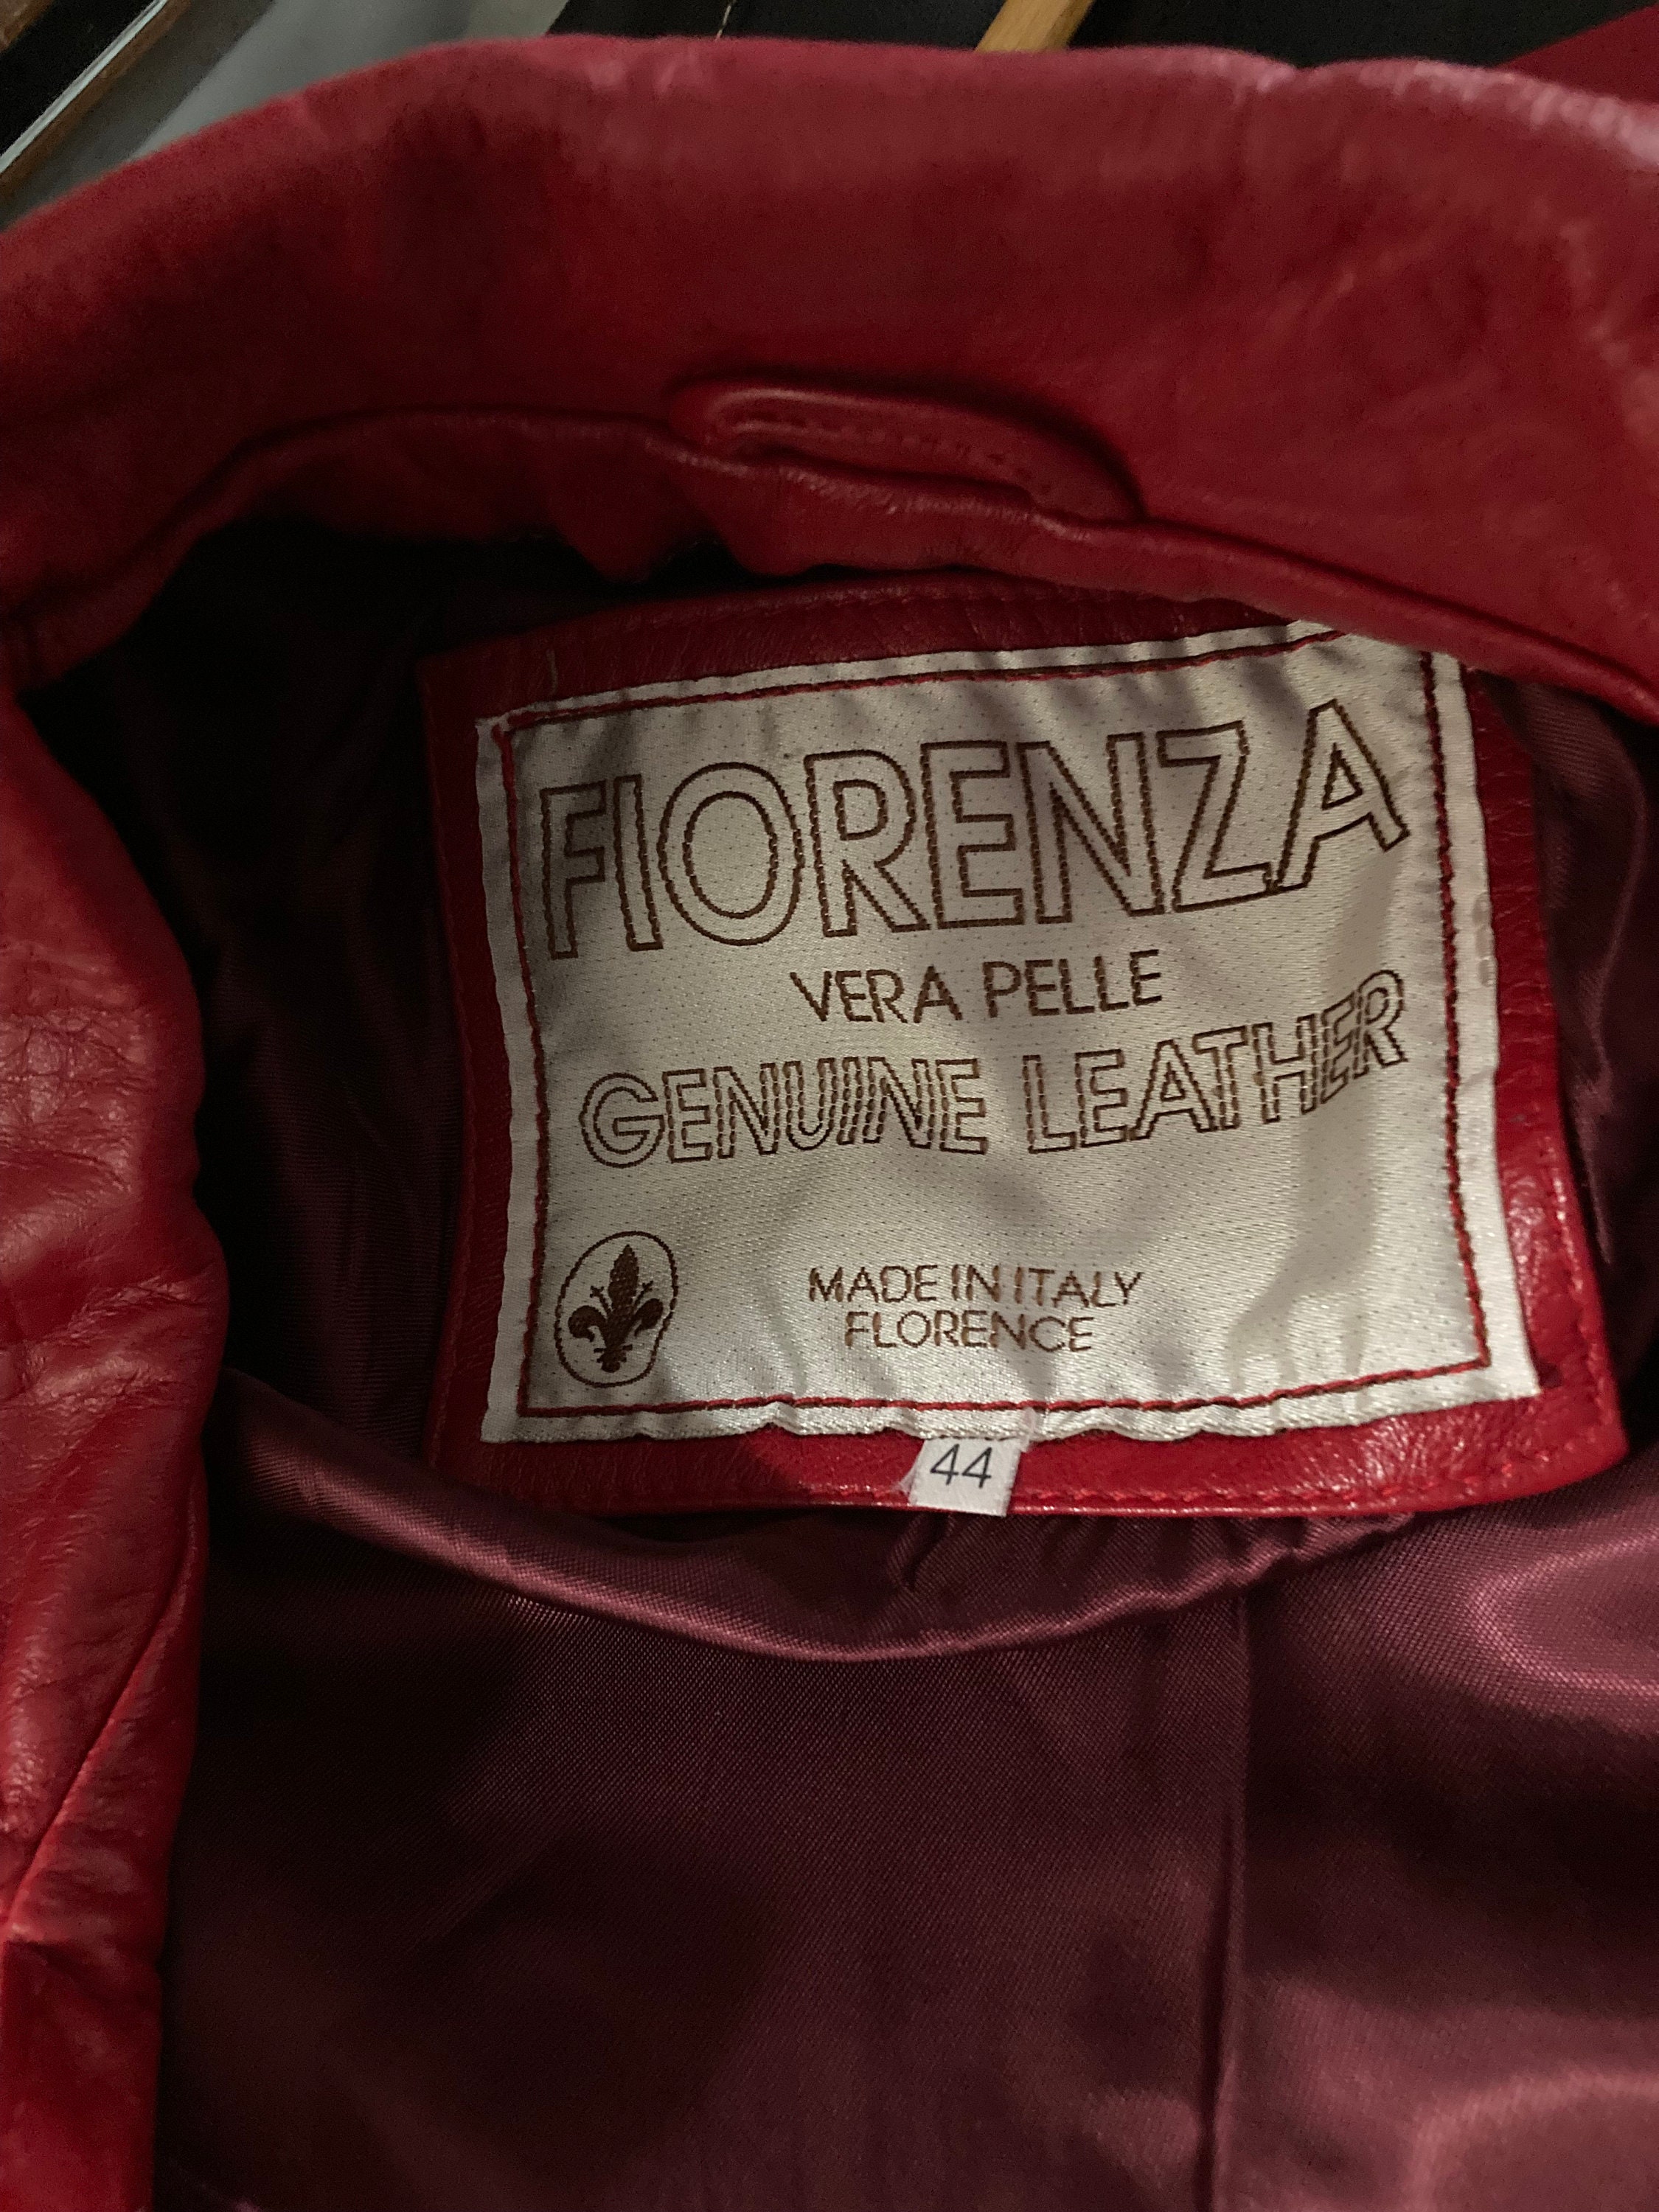 FIORENZA
VERA PELLE
GENUINE LEATHER
MADE IN ITALY
FLORENCE
44